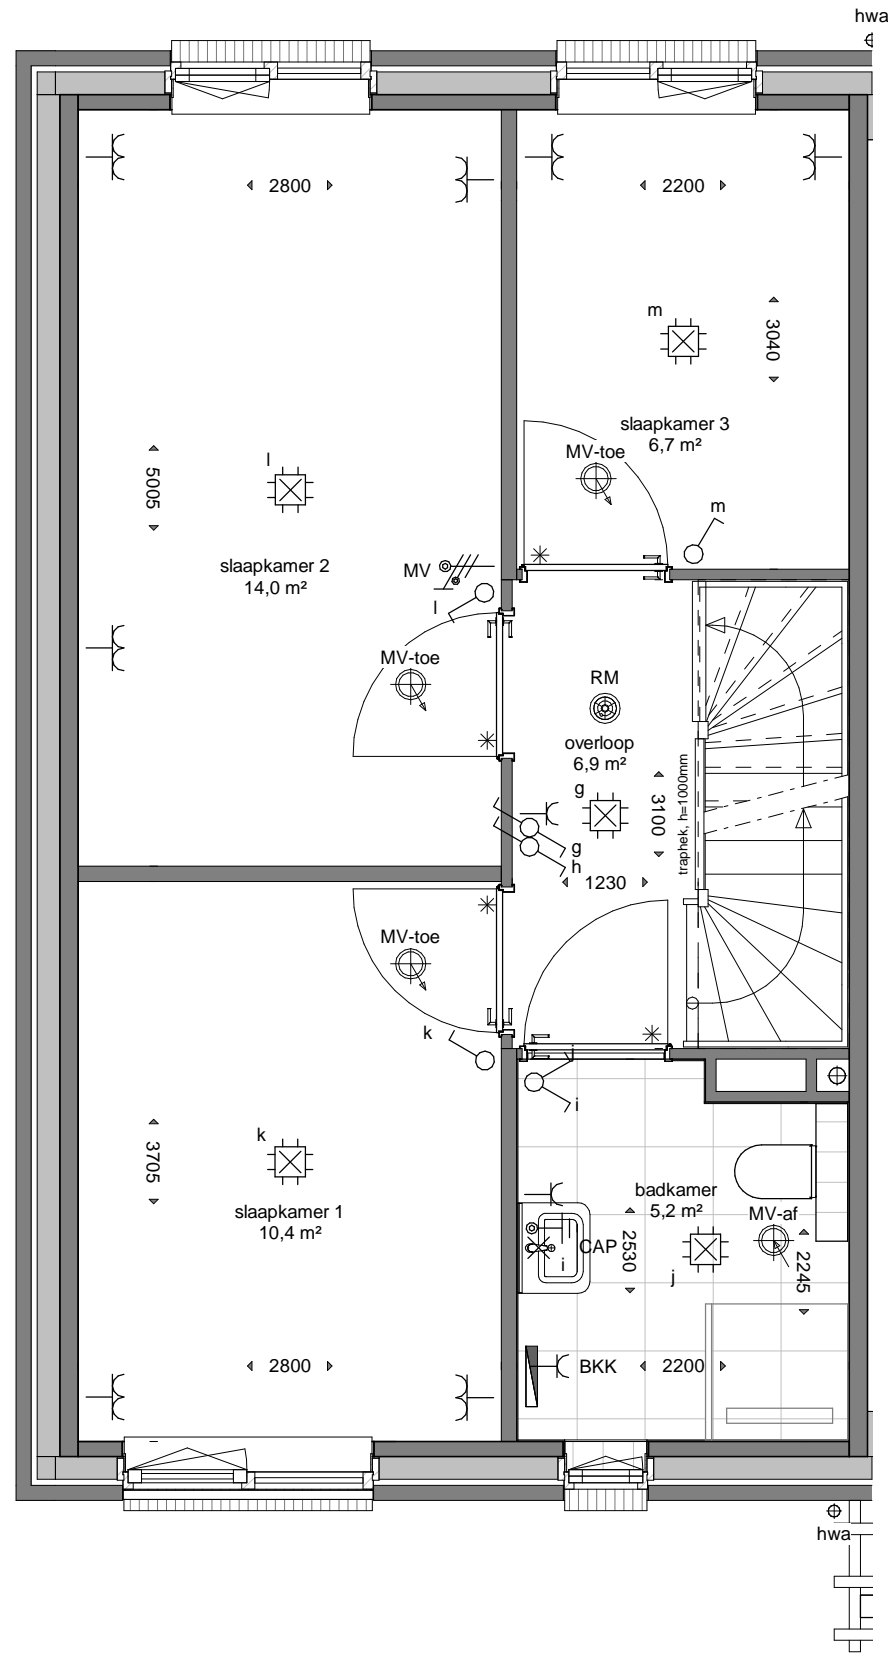 hwa
2800
2200
m
3040
slaapkamer 3
6,7 m²
MV-toe
m
l
5005
slaapkamer 2
14,0 m²
MV
l
MV-toe
RM
overloop
6,9 m²
g
3100
traphek, h=1000mm
g
h
1230
MV-toe
k
j
i
k
3705
slaapkamer 1
10,4 m²
badkamer
5,2 m²
MV-af
CAP
2530
i
j
2245
2800
BKK
2200
hwa